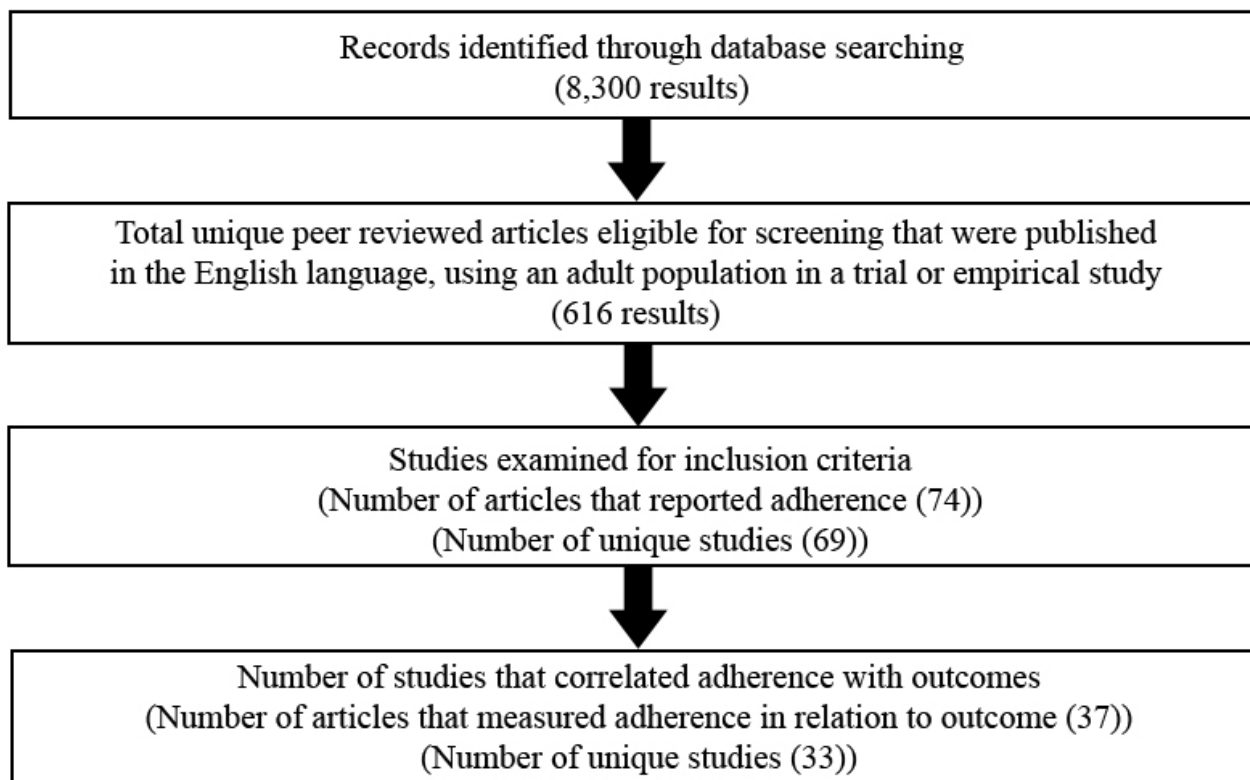 Records identified through database searching
(8,300 results)
Total unique peer reviewed articles eligible for screening that were published
in the English language, using an adult population in a trial or empirical study
(616 results)
Studies examined for inclusion criteria
(Number of articles that reported adherence (74))
(Number of unique studies (69))
Number of studies that correlated adherence with outcomes
(Number of articles that measured adherence in relation to outcome (37))
(Number of unique studies (33))